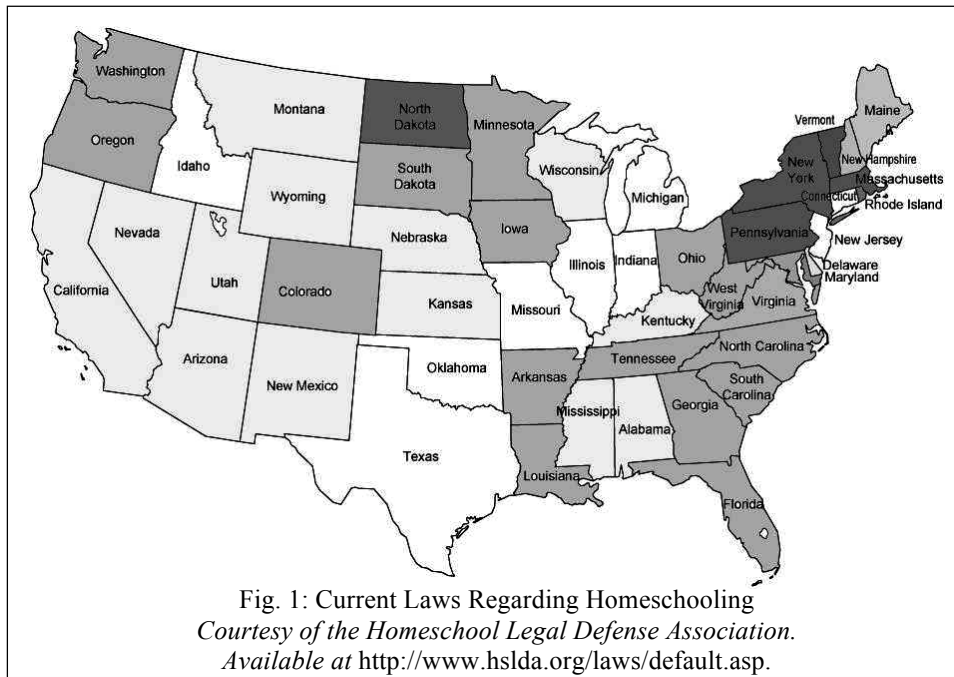 Washington
Oregon
Idaho
Montana
Wyoming
Nevada
California
Utah
Colorado
Arizona
New Mexico
North
Dakota
South
Dakota
Nebraska
Kansas
Oklahoma
Texas
Minnesota
Iowa
Missouri
Arkansas
Louisiana
Wisconsin
Illinois
Michigan
Indiana
Ohio
Kentucky
Tennessee
Mississippi
Alabama
Georgia
Florida
South
Carolina
North Carolina
Virginia
West
Virginia
Pennsylvania
New
York
Vermont
Maine
New Hampshire
Massachusetts
Connecticut
Rhode Island
New Jersey
Delaware
Maryland
Fig. 1: Current Laws Regarding Homeschooling
Courtesy of the Homeschool Legal Defense Association.
Available at http://www.hslda.org/laws/default.asp.